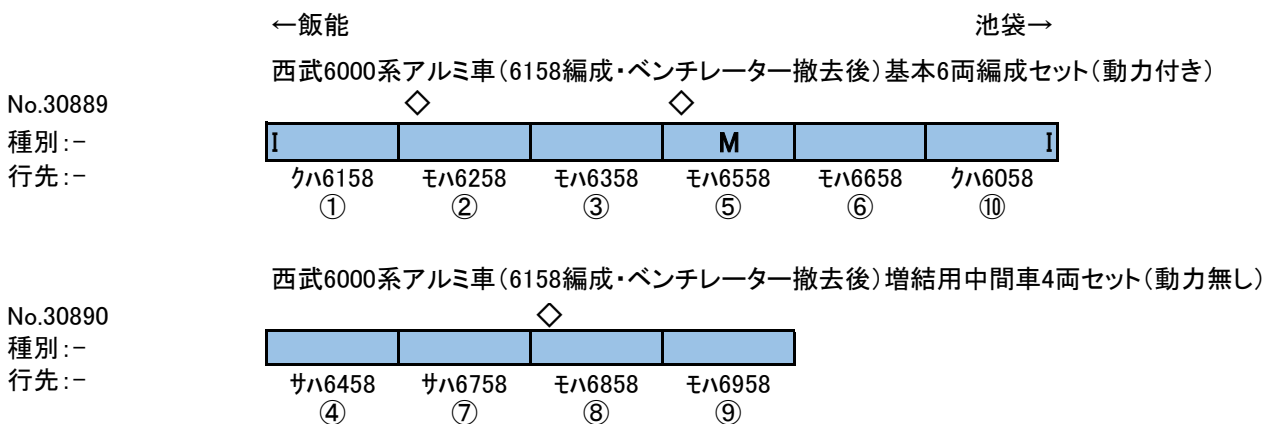 ←飯能 池袋→
西武6000系アルミ車(6158編成・ベンチレーター撤去後)基本6両編成セット(動力付き)
No.30889 ◇ ◇
種別:- I M I
行先:- ｸﾊ6158 ﾓﾊ6258 ﾓﾊ6358 ﾓﾊ6558 ﾓﾊ6658 ｸﾊ6058
① ② ③ ⑤ ⑥ ⑩
西武6000系アルミ車(6158編成・ベンチレーター撤去後)増結用中間車4両セット(動力無し)
No.30890 ◇
種別:-
行先:- ｻﾊ6458 ｻﾊ6758 ﾓﾊ6858 ﾓﾊ6958
④ ⑦ ⑧ ⑨